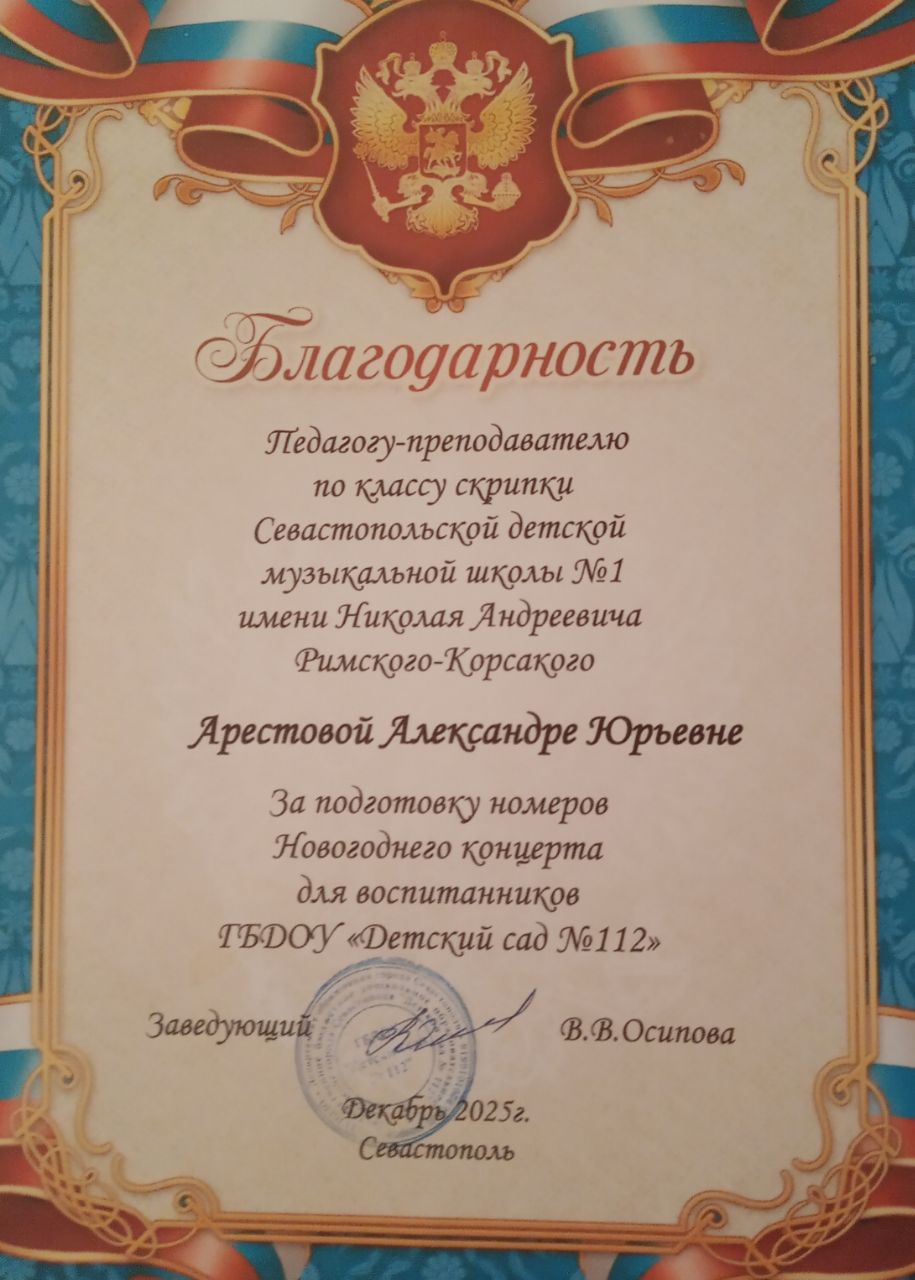 Благодарность
Педагогу-преподавателю
по классу скрипки
Севастопольской детской
музыкальной школы №1
имени Николая Андреевича
Римского-Корсакого
Арестовой Александре Юрьевне
За подготовку номеров
Новогоднего концерта
для воспитанников
ГБДОУ «Детский сад №112»
Заведующий В.В.Осипова
Декабрь 2025г.
Севастополь